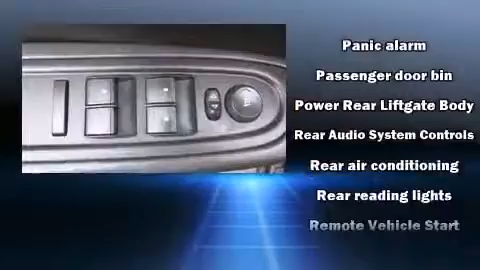 Panic alarm
Passenger door bin
Power Rear Liftgate Body
Rear Audio System Controls
Rear air conditioning
Rear reading lights
Remote Vehicle Start